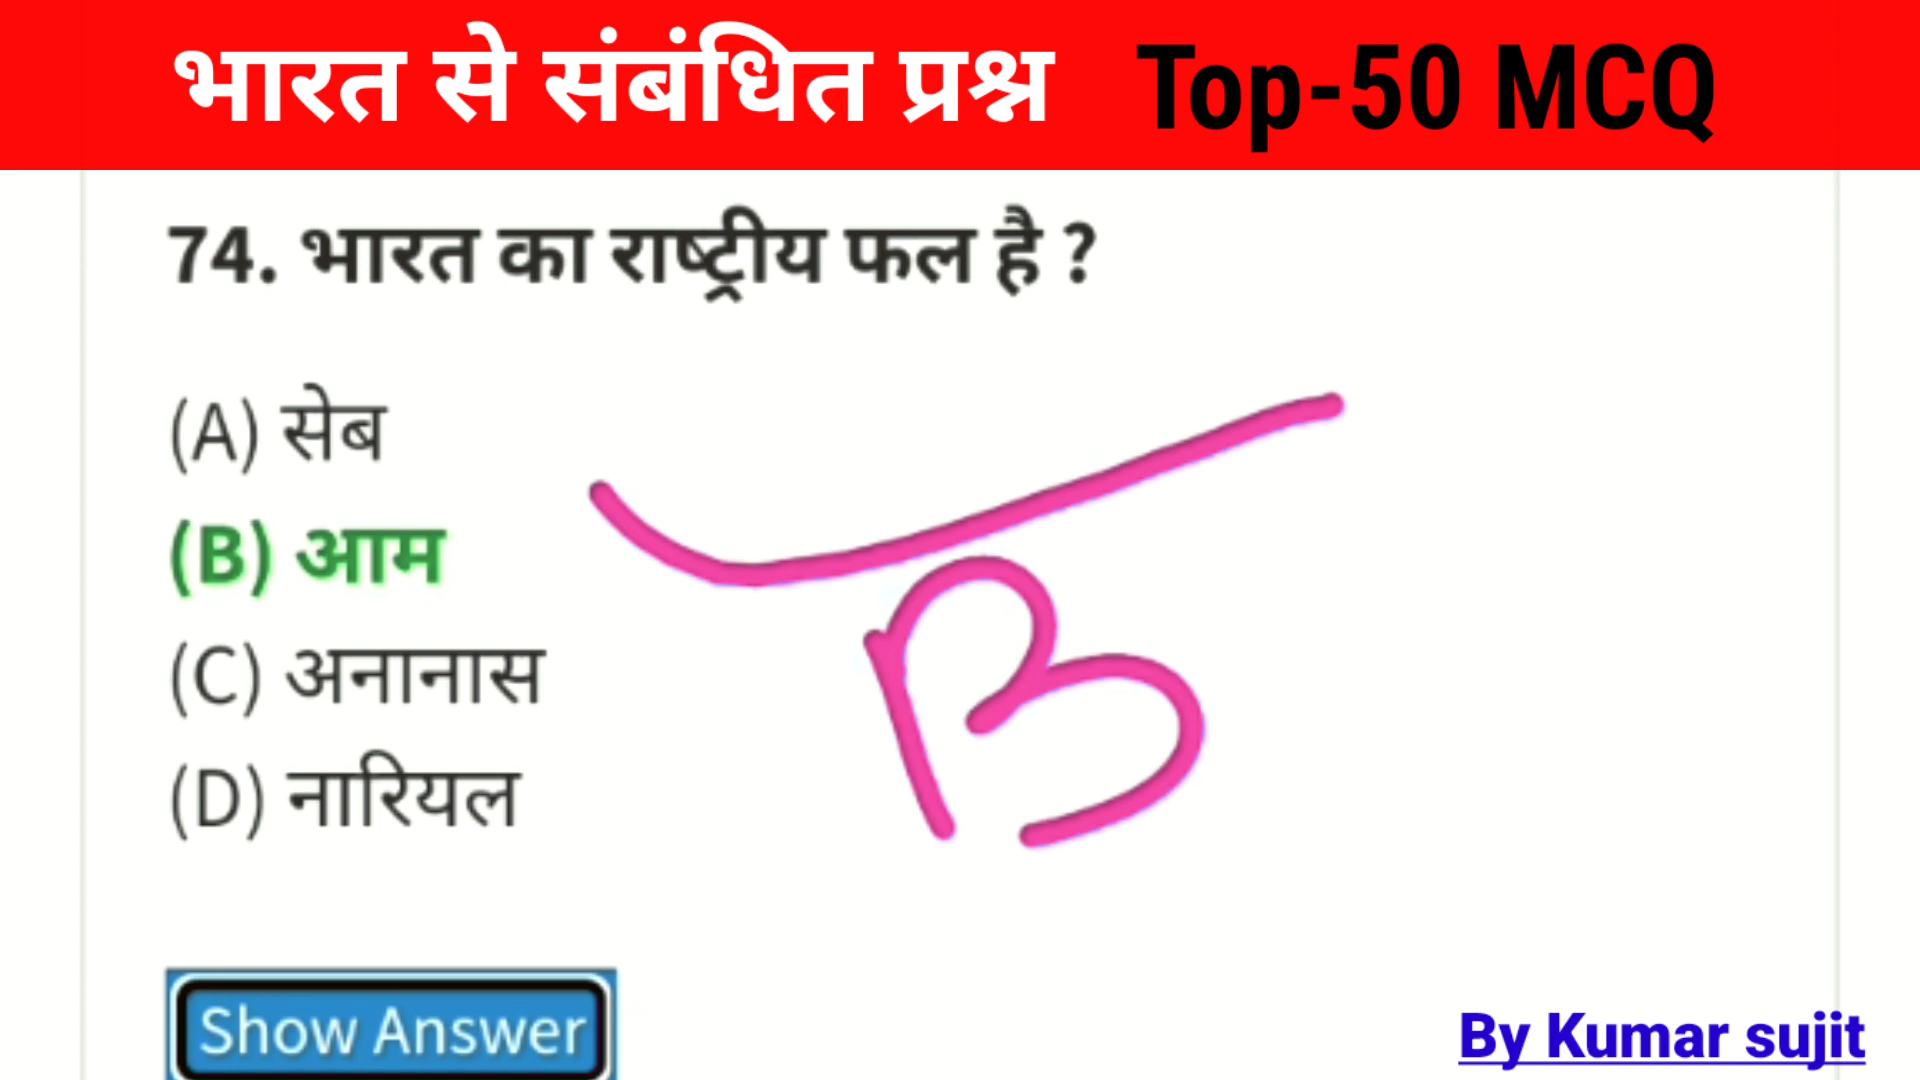 भारत से संबंधित प्रश्न Top-50 MCQ
74. भारत का राष्ट्रीय फल है ?
(A) सेब
(B) आम
(C) अनानास
(D) नारियल
B
Show Answer
By Kumar sujit